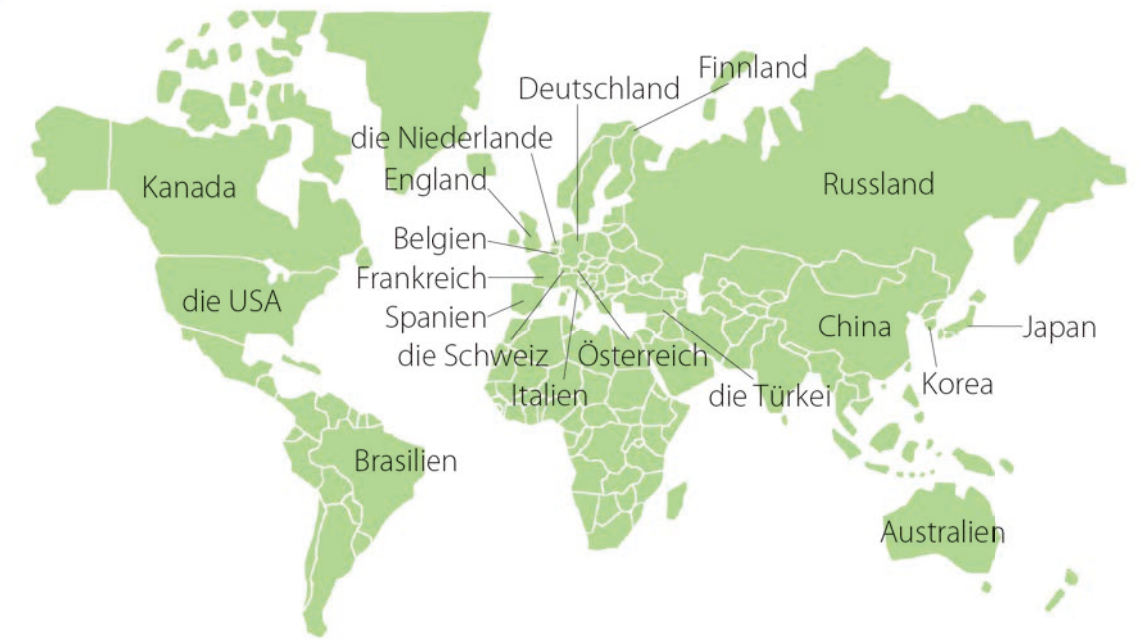 Finnland
Deutschland
die Niederlande
England
Kanada
Russland
Belgien
Frankreich
die USA
Spanien
China
Japan
die Schweiz
Österreich
Korea
Italien
die Türkei
Brasilien
Australien